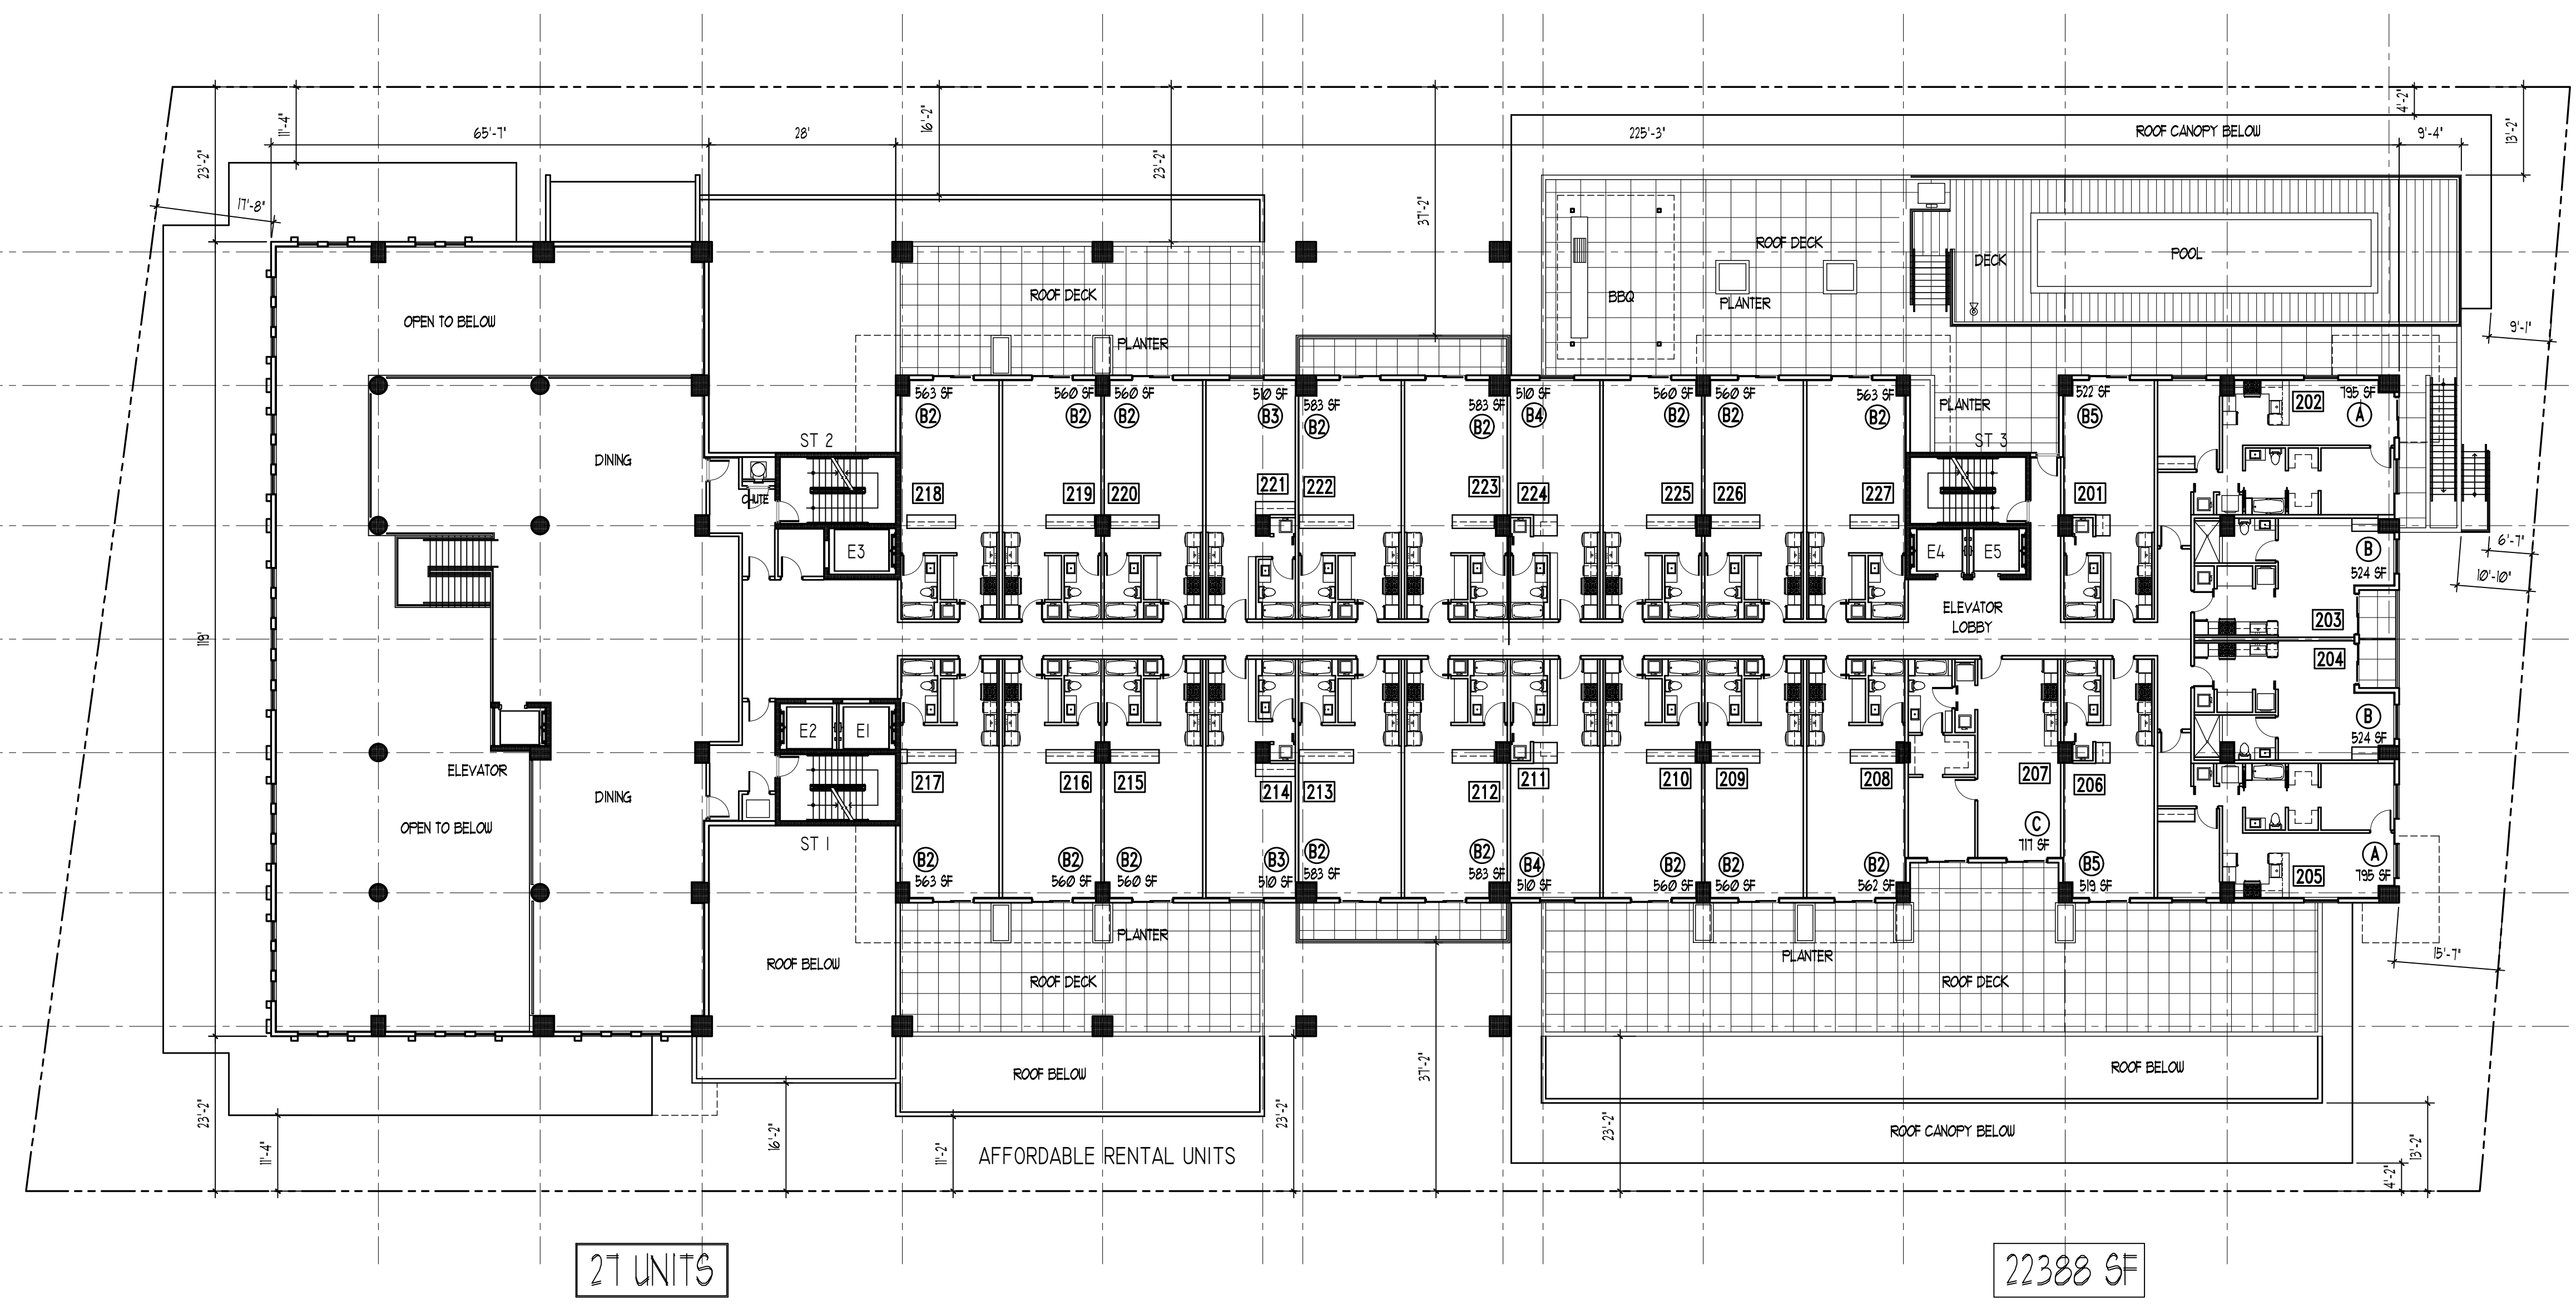 4'-2"
11'-4"
65'-7"
28'
16'-2"
225'-3"
ROOF CANOPY BELOW
9'-4"
13'-2"
23'-2"
23'-2"
17'-8"
37'-2"
ROOF DECK
POOL
DECK
ROOF DECK
BBQ
PLANTER
OPEN TO BELOW
PLANTER
9'-1"
563 SF
560 SF
560 SF
510 SF
583 SF
583 SF
510 SF
560 SF
560 SF
563 SF
522 SF
795 SF
B2
B2
B2
B3
B2
B2
B4
B2
B2
B2
PLANTER
B5
202
A
ST 2
ST 3
DINING
218
219
220
221
222
223
224
225
226
227
201
CHUTE
E3
E4
E5
B
524 SF
6'-7"
10'-10"
ELEVATOR
LOBBY
203
119'
204
E2
E1
B
524 SF
ELEVATOR
217
216
215
214
213
212
211
210
209
208
207
206
DINING
OPEN TO BELOW
ST 1
C
717 SF
B2
B2
B2
B3
B2
B2
B4
B2
B2
B2
B5
A
563 SF
560 SF
560 SF
510 SF
583 SF
583 SF
510 SF
560 SF
560 SF
562 SF
519 SF
205
795 SF
PLANTER
PLANTER
15'-7"
ROOF BELOW
ROOF DECK
ROOF DECK
ROOF BELOW
37'-2"
ROOF BELOW
23'-2"
23'-2"
23'-2"
ROOF CANOPY BELOW
11'-4"
16'-2"
11'-2"
AFFORDABLE RENTAL UNITS
13'-2"
4'-2"
27 UNITS
22388 SF